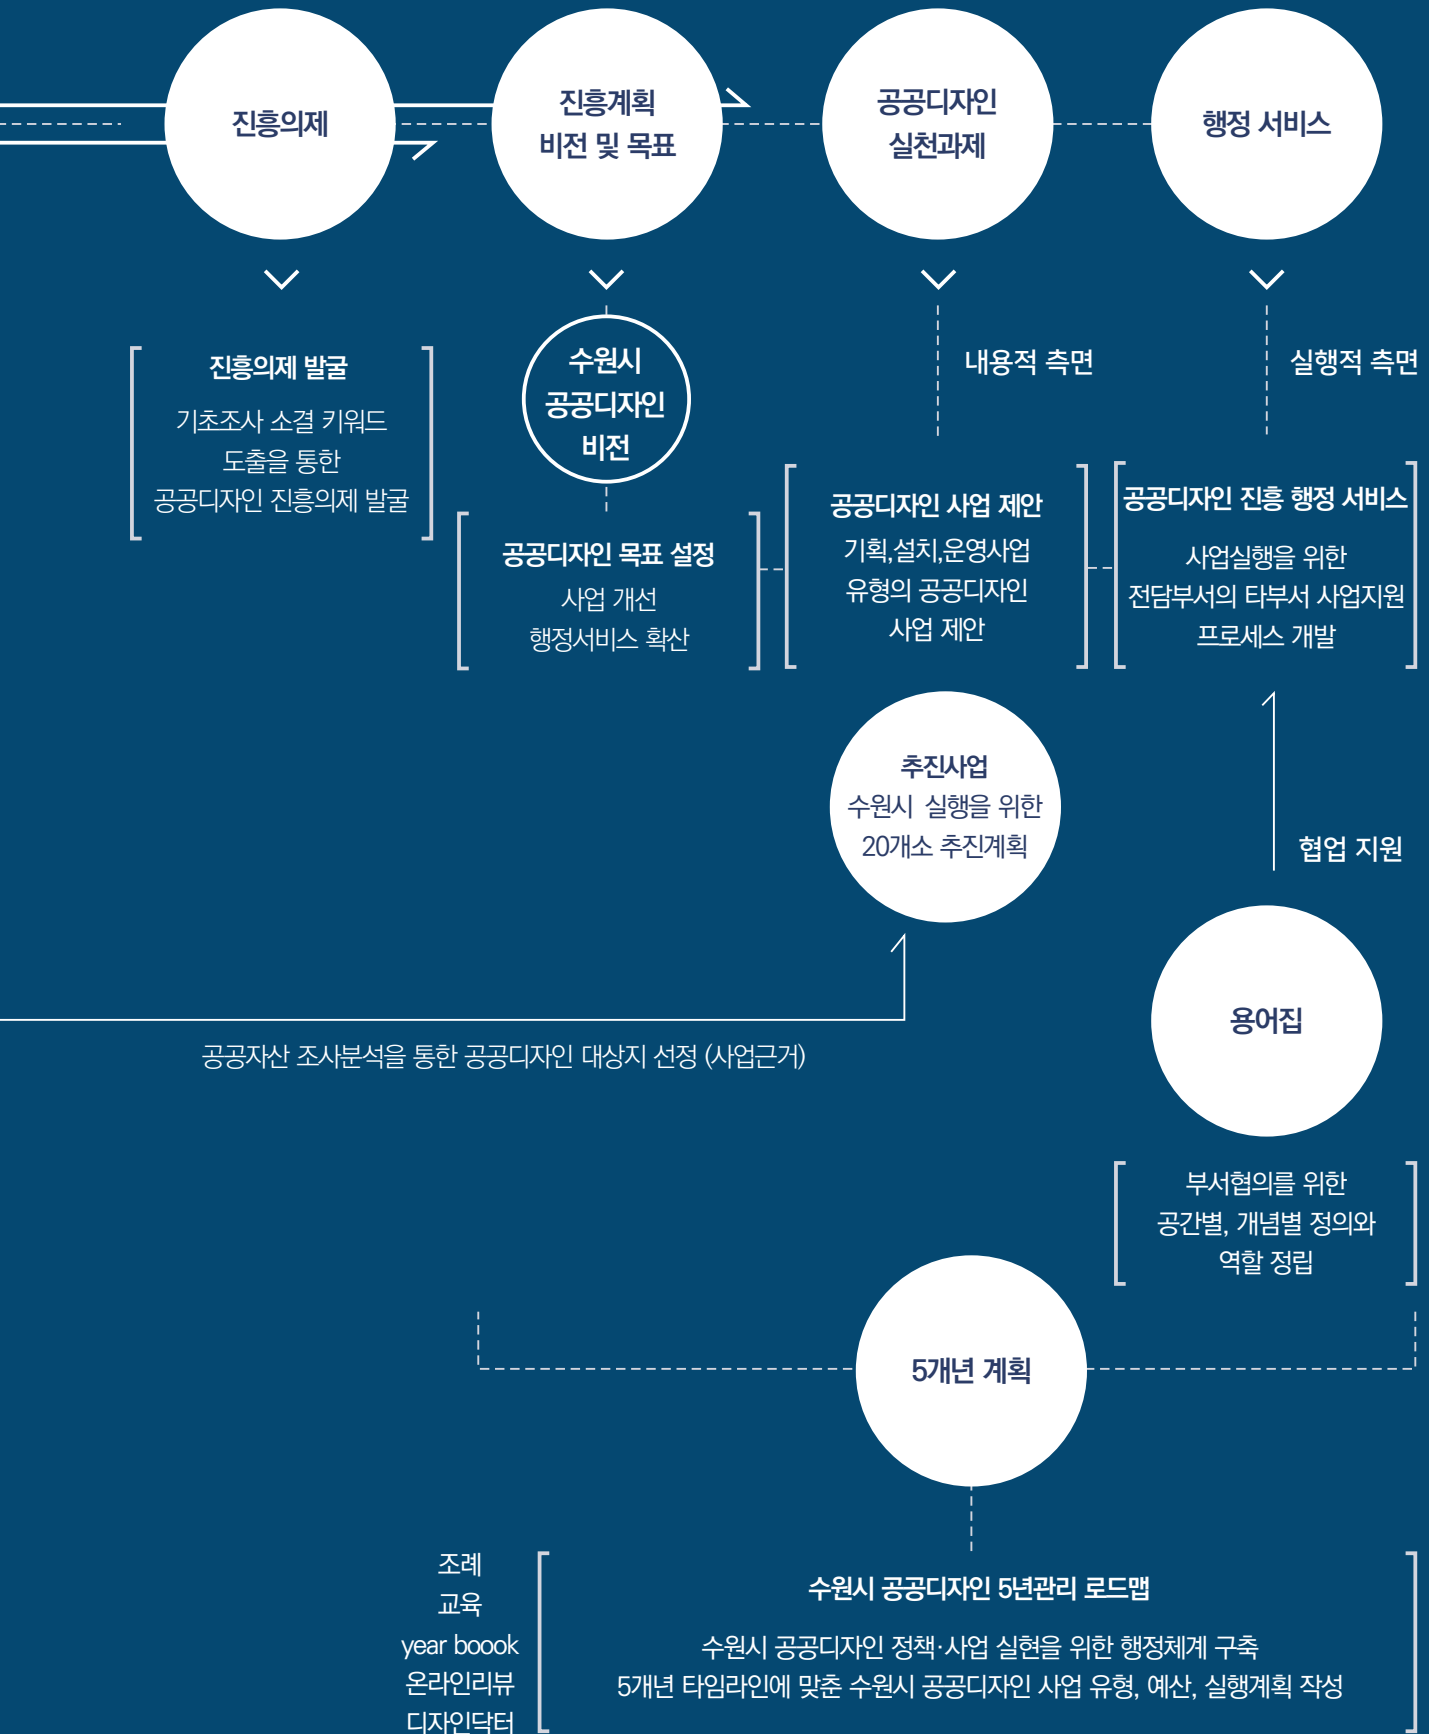 진흥의제
진흥계획
비전 및 목표
공공디자인
실천과제
행정 서비스
진흥의제 발굴
기초조사 소결 키워드
도출을 통한
공공디자인 진흥의제 발굴
수원시
공공디자인
비전
공공디자인 목표 설정
사업 개선
행정서비스 확산
내용적 측면
공공디자인 사업 제안
기획,설치,운영사업
유형의 공공디자인
사업 제안
실행적 측면
공공디자인 진흥 행정 서비스
사업실행을 위한
전담부서의 타부서 사업지원
프로세스 개발
추진사업
수원시 실행을 위한
20개소 추진계획
협업 지원
용어집
공공자산 조사분석을 통한 공공디자인 대상지 선정 (사업근거)
부서협의를 위한
공간별, 개념별 정의와
역할 정립
5개년 계획
조례
교육
year boook
온라인리뷰
디자인닥터
수원시 공공디자인 5년관리 로드맵
수원시 공공디자인 정책·사업 실현을 위한 행정체계 구축
5개년 타임라인에 맞춘 수원시 공공디자인 사업 유형, 예산, 실행계획 작성